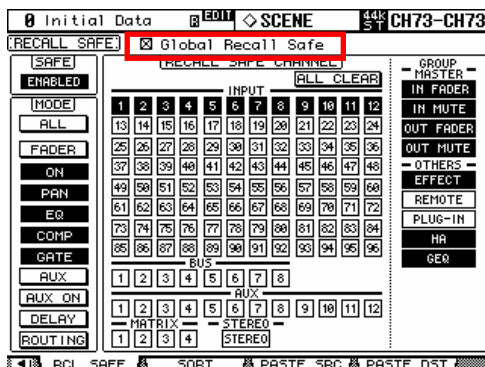 0 Initial Data EDIT SCENE 44k ST CH73-CH73
RECALL SAFE Global Recall Safe
SAFE RECALL SAFE CHANNEL GROUP
ENABLED INPUT ALL CLEAR MASTER
MODE 1 2 3 4 5 6 7 8 9 10 11 12 IN FADER
ALL 13 14 15 16 17 18 19 20 21 22 23 24 IN MUTE
FADER 25 26 27 28 29 30 31 32 33 34 35 36 OUT FADER
ON 37 38 39 40 41 42 43 44 45 46 47 48 OUT MUTE
PAN 49 50 51 52 53 54 55 56 57 58 59 60 OTHERS
EQ 61 62 63 64 65 66 67 68 69 70 71 72 EFFECT
COMP 73 74 75 76 77 78 79 80 81 82 83 84 REMOTE
GATE 85 86 87 88 89 90 91 92 93 94 95 96 PLUG-IN
AUX BUS HA
AUX ON 1 2 3 4 5 6 7 8 GEQ
DELAY AUX
ROUTING 1 2 3 4 5 6 7 8 9 10 11 12
MATRIX STEREO
1 2 3 4 STEREO
RCL SAFE SORT PASTE SRC PASTE DST